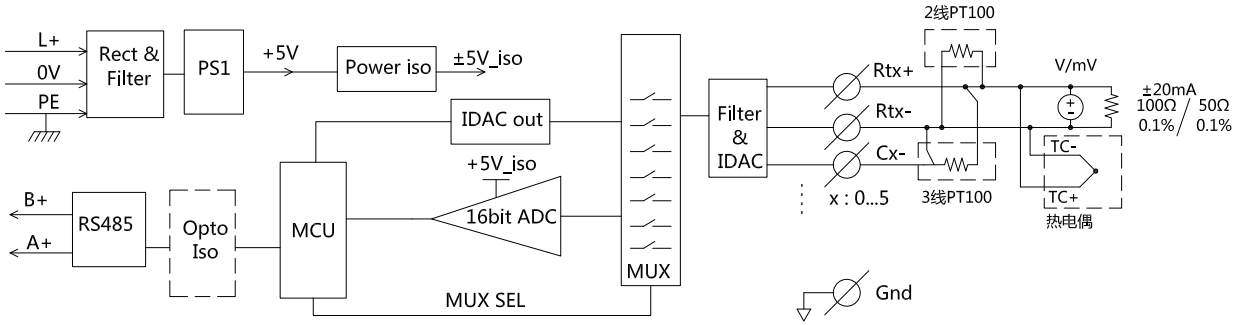 L+
0V
PE
Rect &
Filter
PS1
+5V
Power iso
±5V_iso
IDAC out
+5V_iso
16bit ADC
MCU
B+
A+
RS485
Opto
Iso
MUX SEL
MUX
Filter
&
IDAC
Rtx+
Rtx-
Cx-
x : 0...5
Gnd
2线PT100
3线PT100
V/mV
+
-
±20mA
100Ω / 50Ω
0.1% 0.1%
TC-
TC+
热电偶